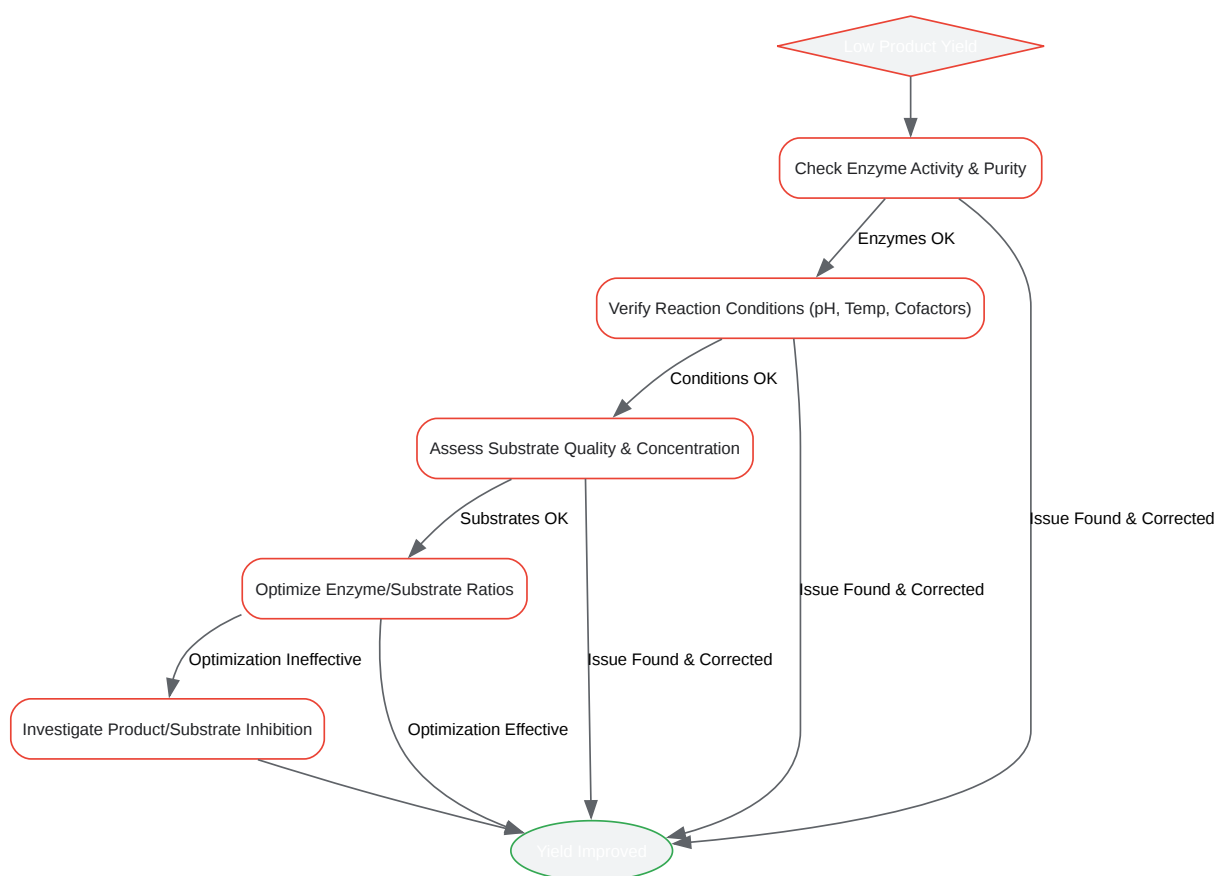 Low Product Yield
Check Enzyme Activity & Purity
Enzymes OK
Verify Reaction Conditions (pH, Temp, Cofactors)
Conditions OK
Assess Substrate Quality & Concentration
Substrates OK
Issue Found & Corrected
Optimize Enzyme/Substrate Ratios
Issue Found & Corrected
Optimization Ineffective
Issue Found & Corrected
Investigate Product/Substrate Inhibition
Optimization Effective
Yield Improved